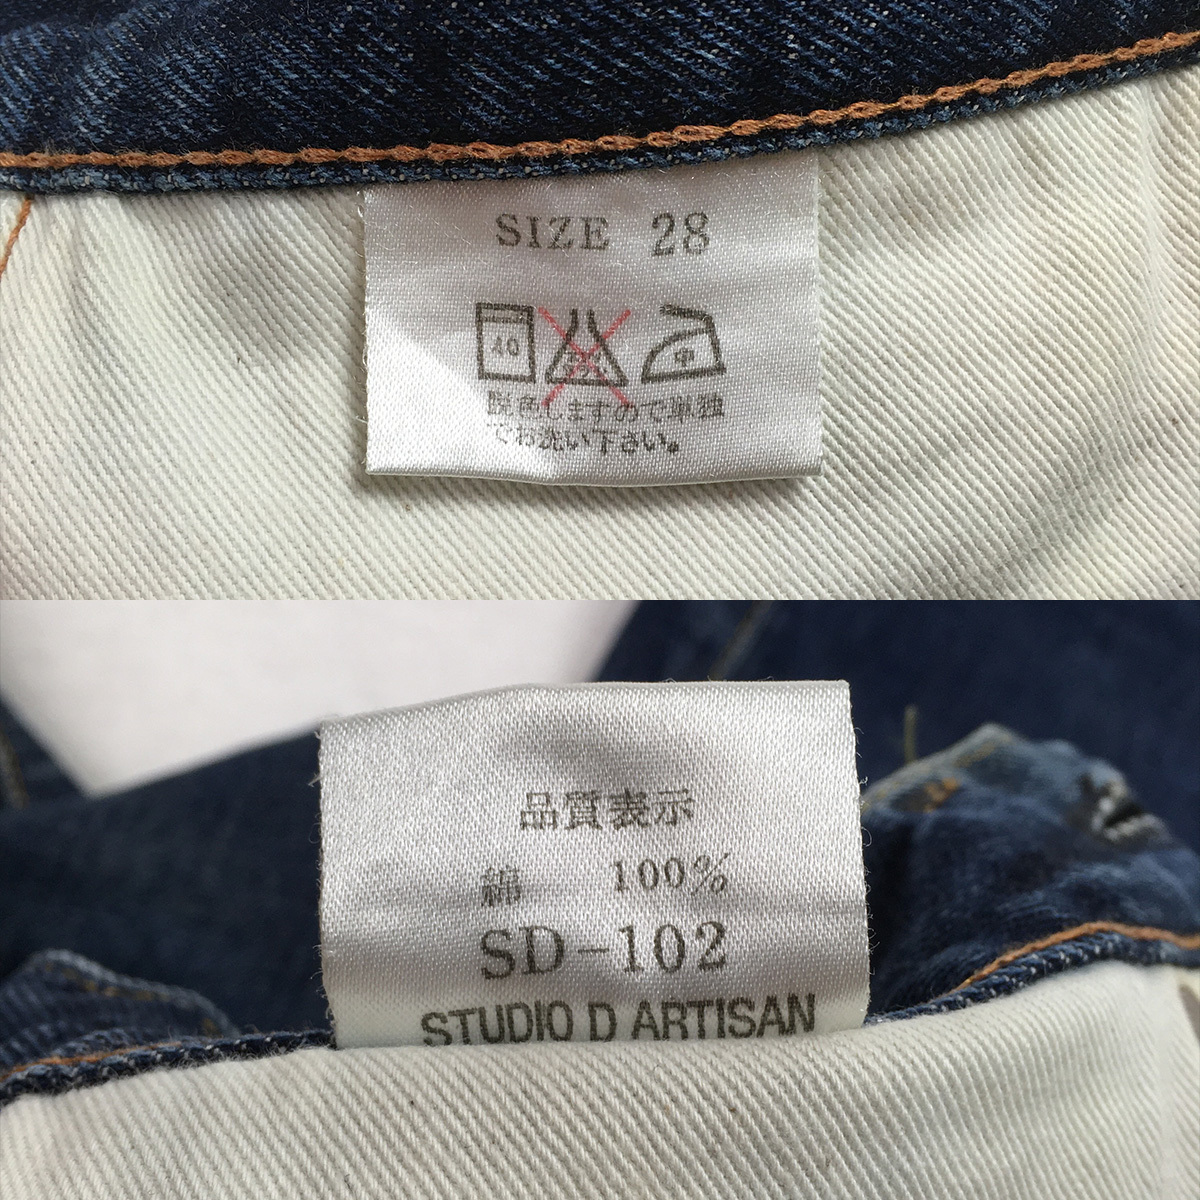 SIZE 28
40
脱色しますので単独
でお洗い下さい。
品質表示
綿 100%
SD-102
STUDIO D ARTISAN